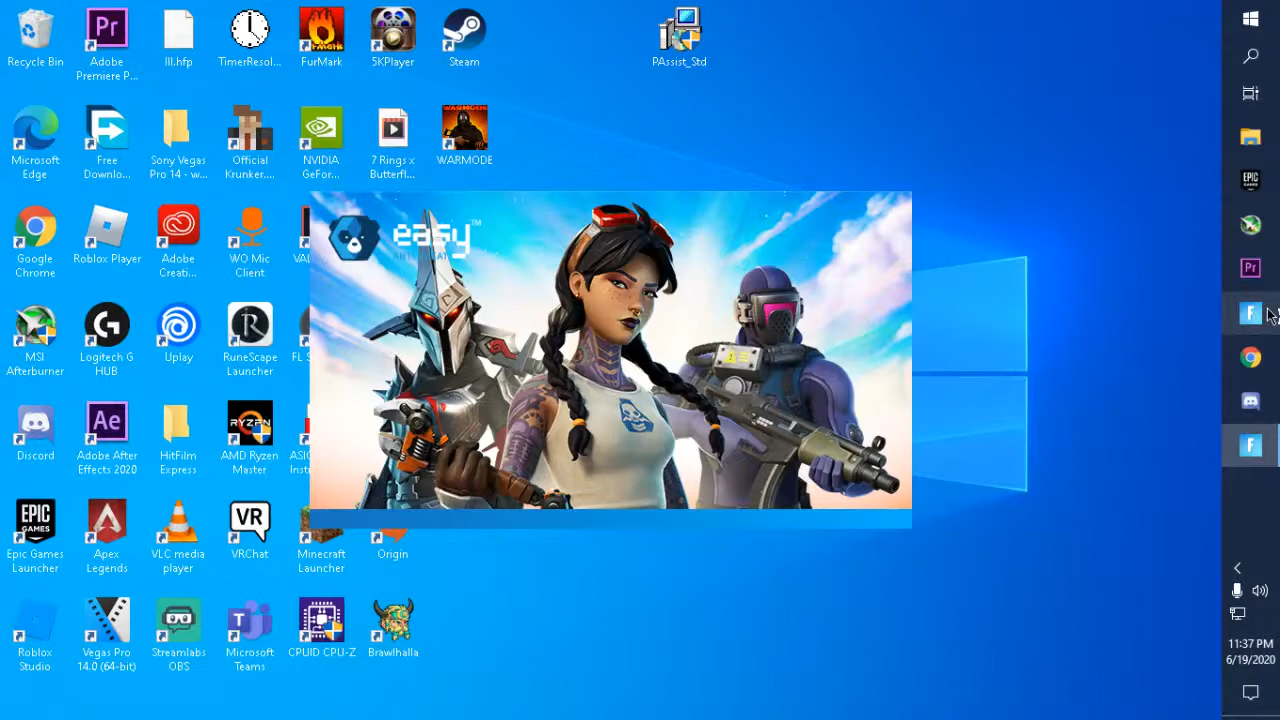 Recycle Bin
Adobe Premiere P...
lll.hfp
TimerResol...
FurMark
5KPlayer
Steam
PAssist_Std
Microsoft Edge
Free Downlo...
Sony Vegas Pro 14 - w...
Official Krunker....
NVIDIA GeFor...
7 Rings x Butterfl...
WARMODE
Google Chrome
Roblox Player
Adobe Creati...
WO Mic Client
easy™
MSI Afterburner
Logitech G HUB
Uplay
RuneScape Launcher
Discord
Adobe After Effects 2020
HitFilm Express
AMD Ryzen Master
Epic Games Launcher
Apex Legends
VLC media player
VRChat
Minecraft Launcher
Origin
Roblox Studio
Vegas Pro 14.0 (64-bit)
Streamlabs OBS
Microsoft Teams
CPUID CPU-Z
Brawlhalla
11:37 PM
6/19/2020